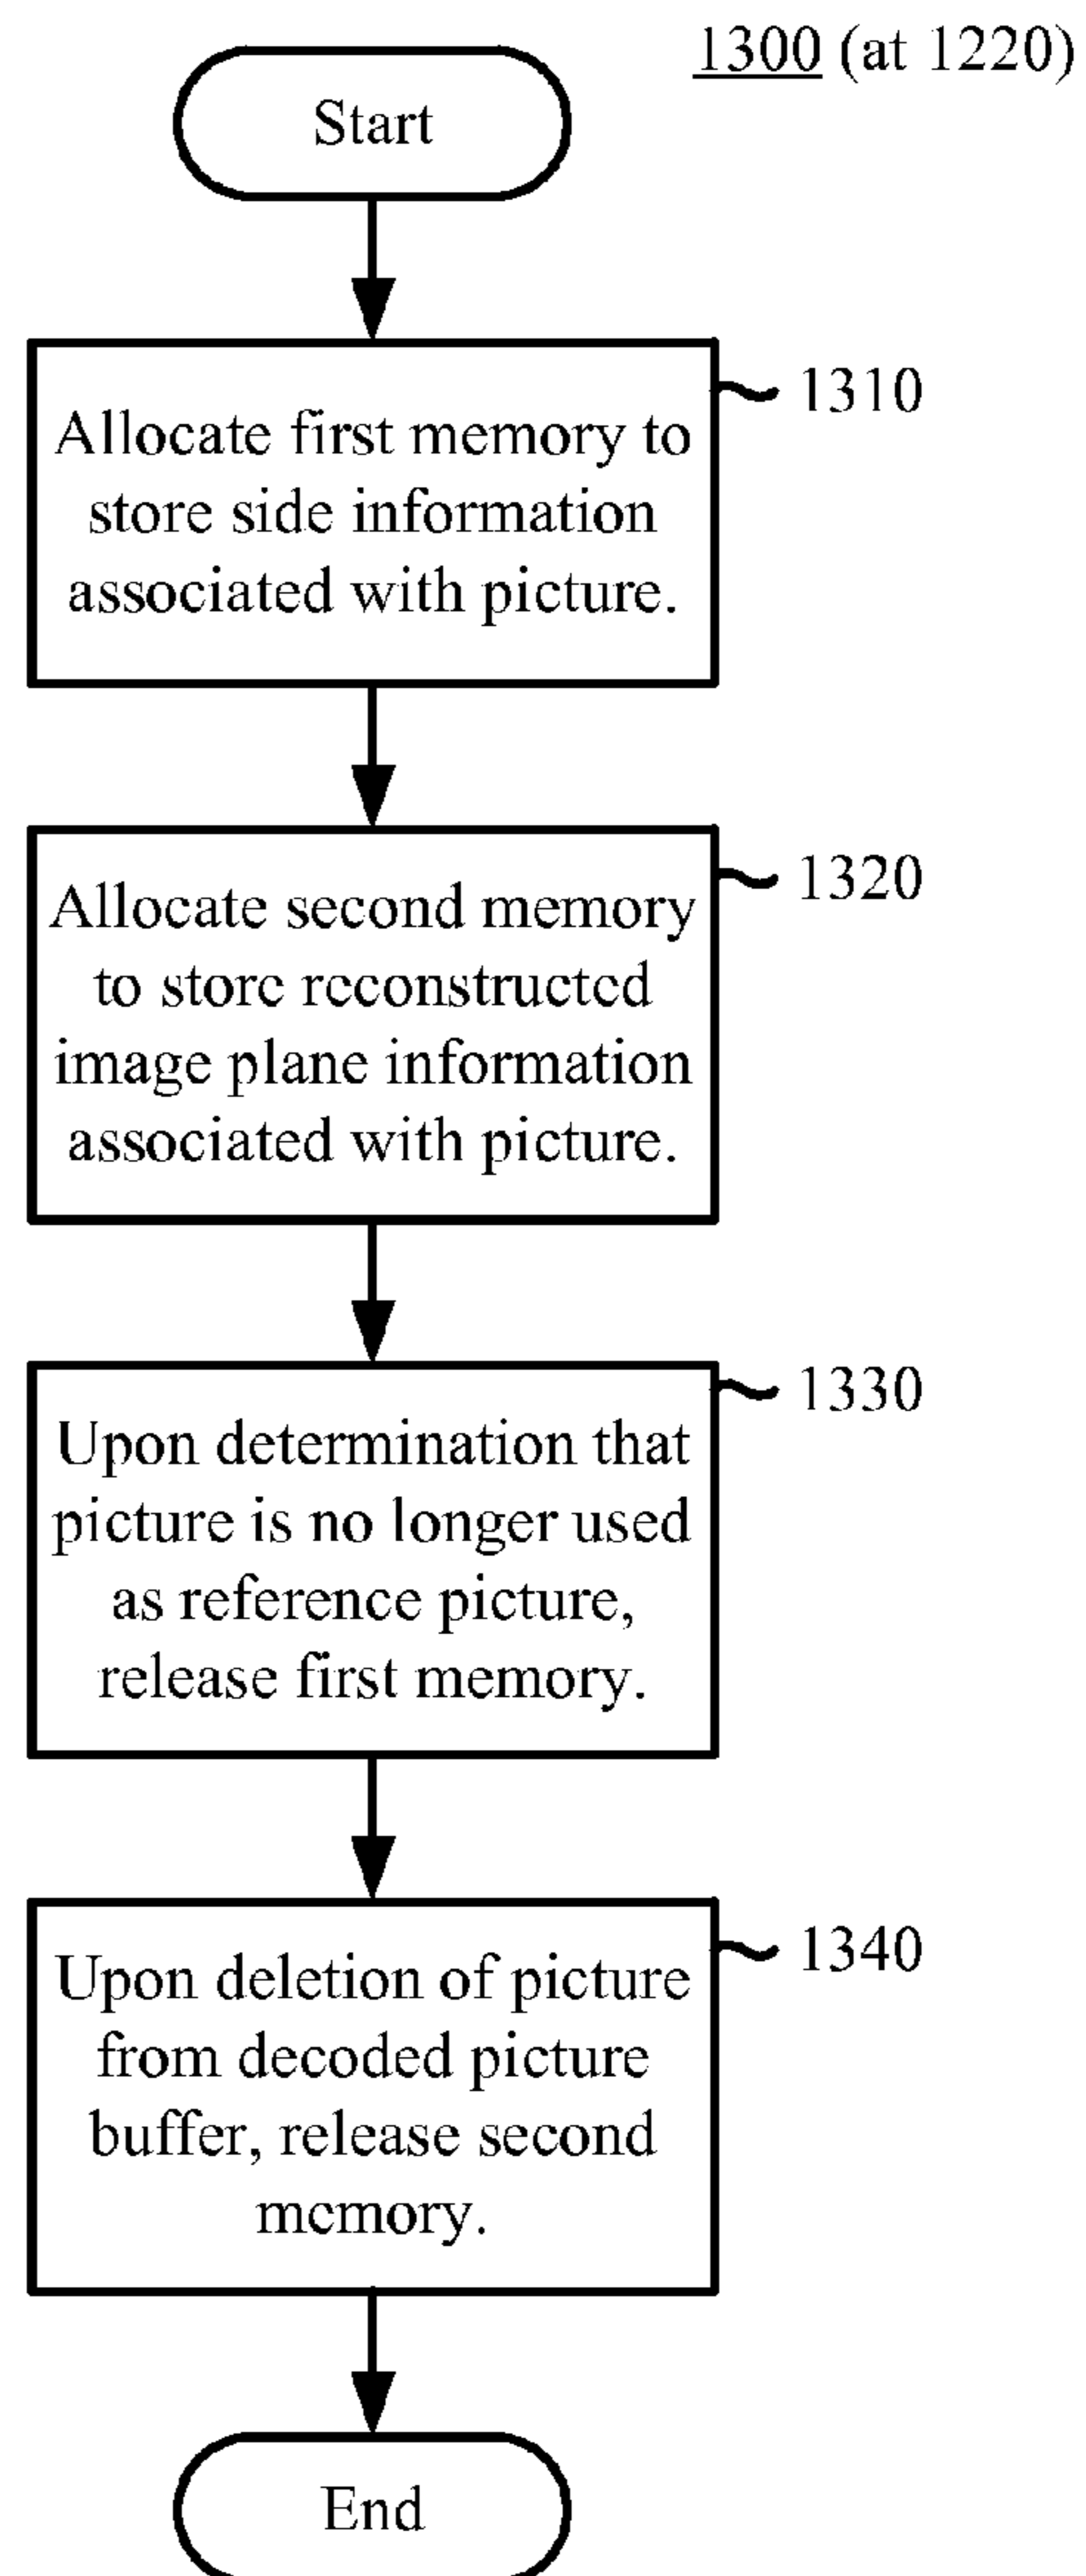 1300 (at 1220)
Start
1310
Allocate first memory to
store side information
associated with picture.
1320
Allocate second memory
to store reconstructed
image plane information
associated with picture.
1330
Upon determination that
picture is no longer used
as reference picture,
release first memory.
1340
Upon deletion of picture
from decoded picture
buffer, release second
memory.
End